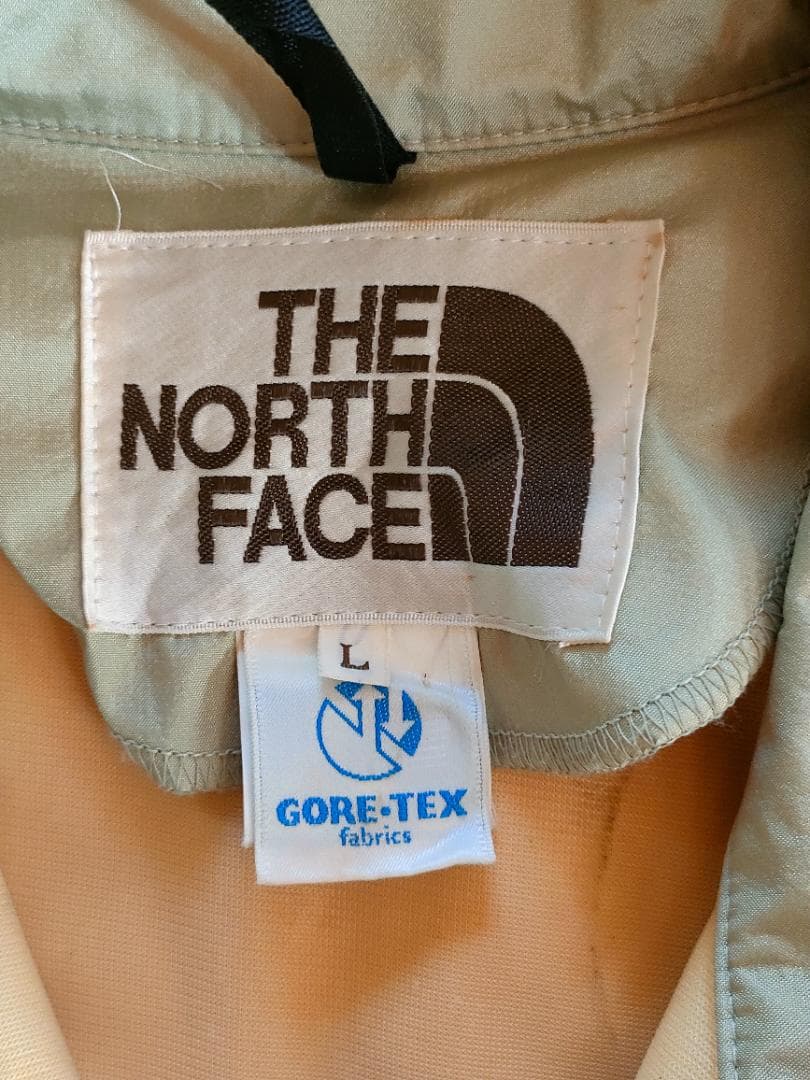 THE
NORTH
FACE
L
GORE-TEX
fabrics